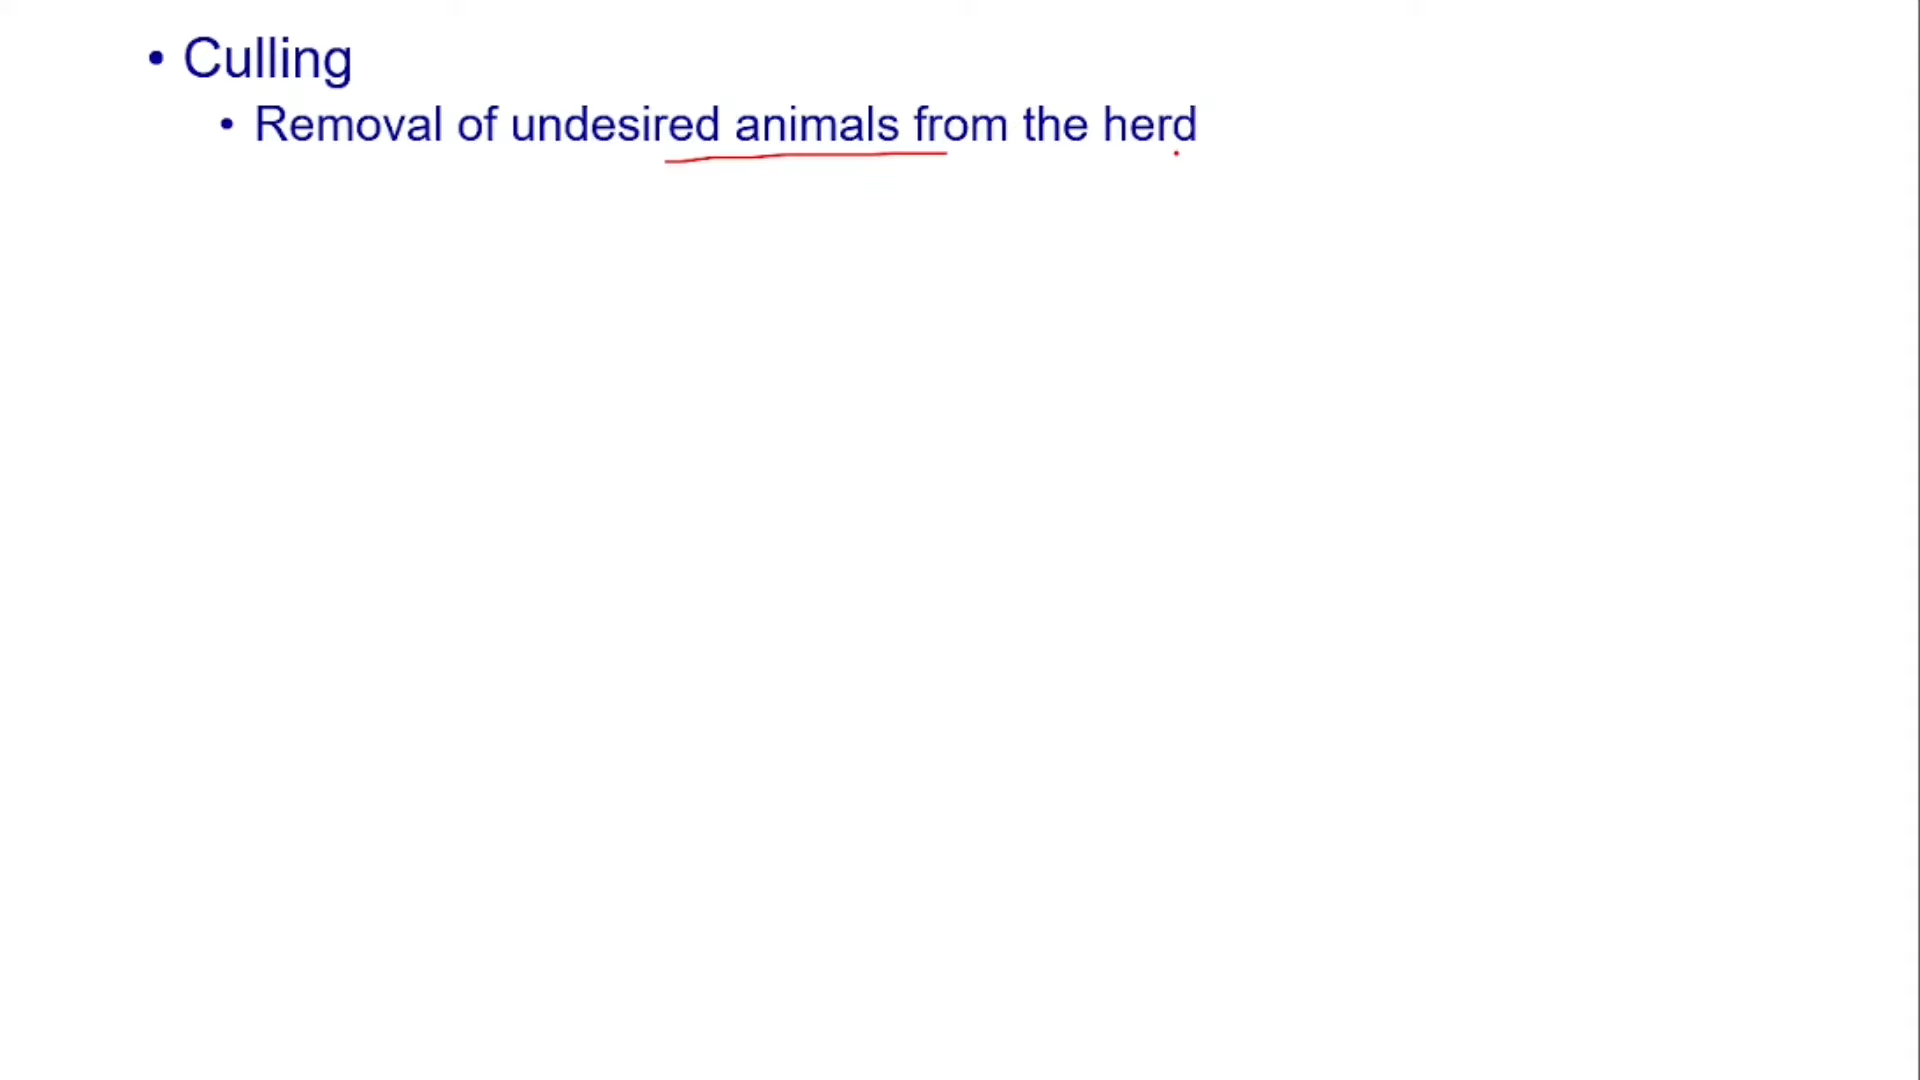 • Culling
• Removal of undesired animals from the herd